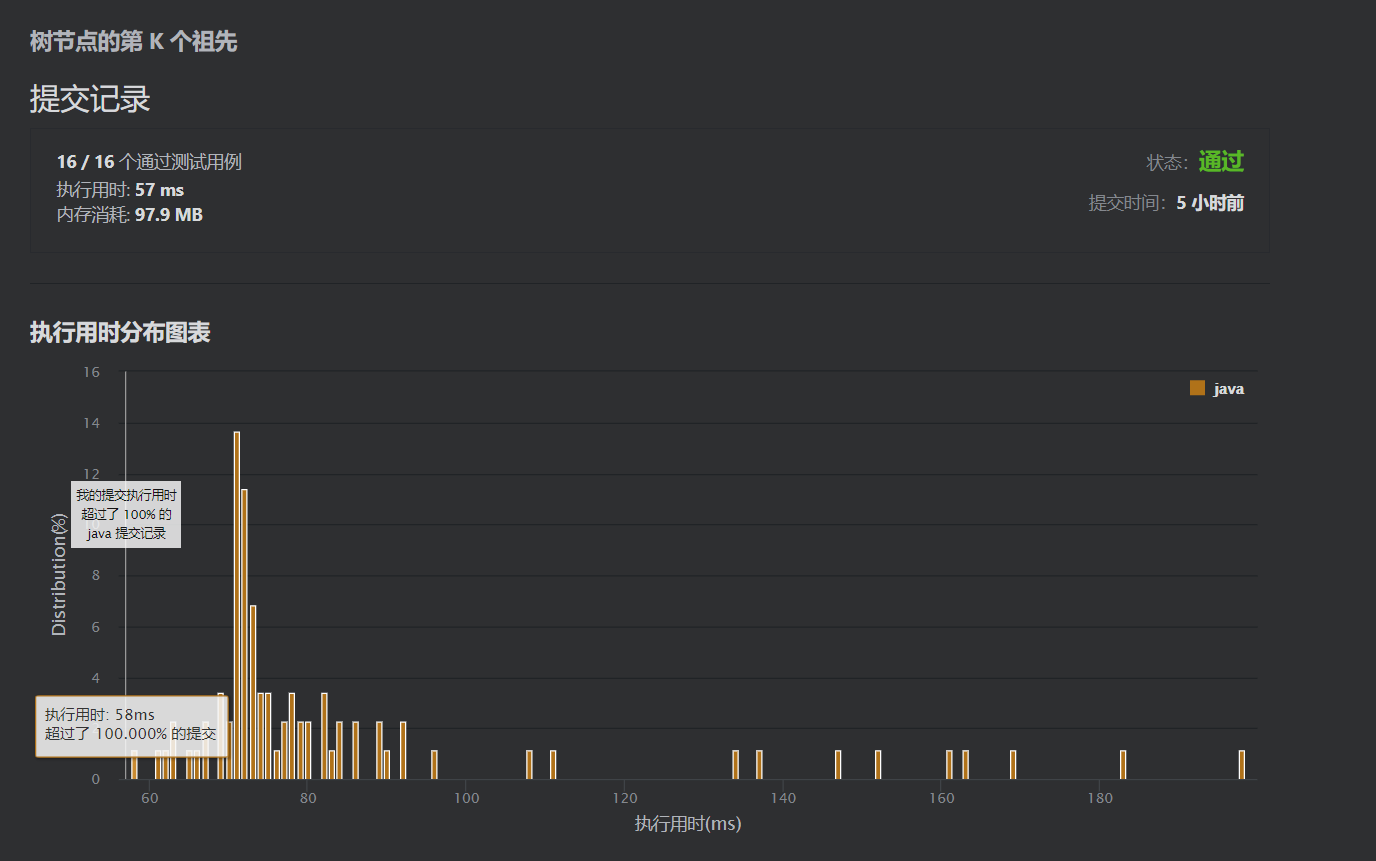 树节点的第 K 个祖先
提交记录
16 / 16 个通过测试用例
状态: 通过
执行用时: 57 ms
提交时间: 5 小时前
内存消耗: 97.9 MB
执行用时分布图表
java
16
14
12
8
6
4
0
Distribution(%)
我的提交执行用时
超过了 100% 的
java 提交记录
执行用时: 58ms
超过了 100.000% 的提交
60
80
100
120
140
160
180
执行用时(ms)